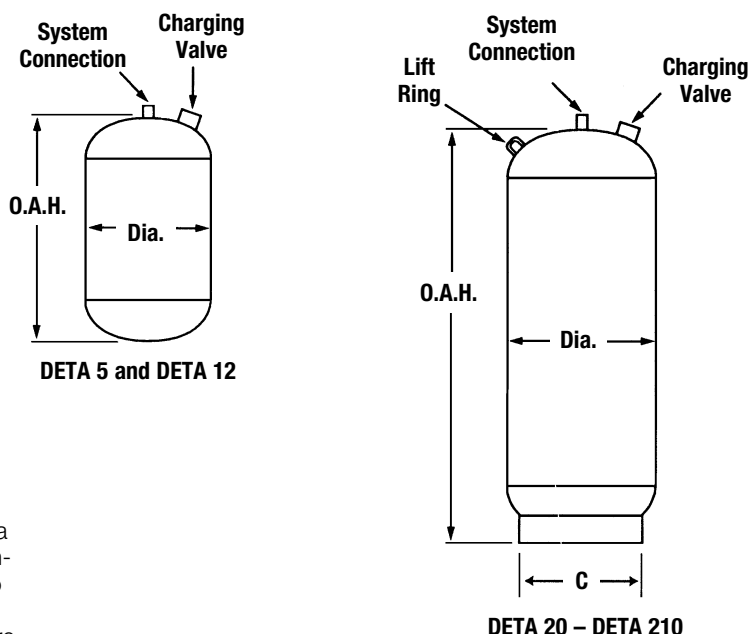 System
Connection
Charging
Valve
O.A.H.
Dia.
DETA 5 and DETA 12
System
Connection
Lift
Ring
Charging
Valve
O.A.H.
Dia.
C
DETA 20 – DETA 210
a
n-